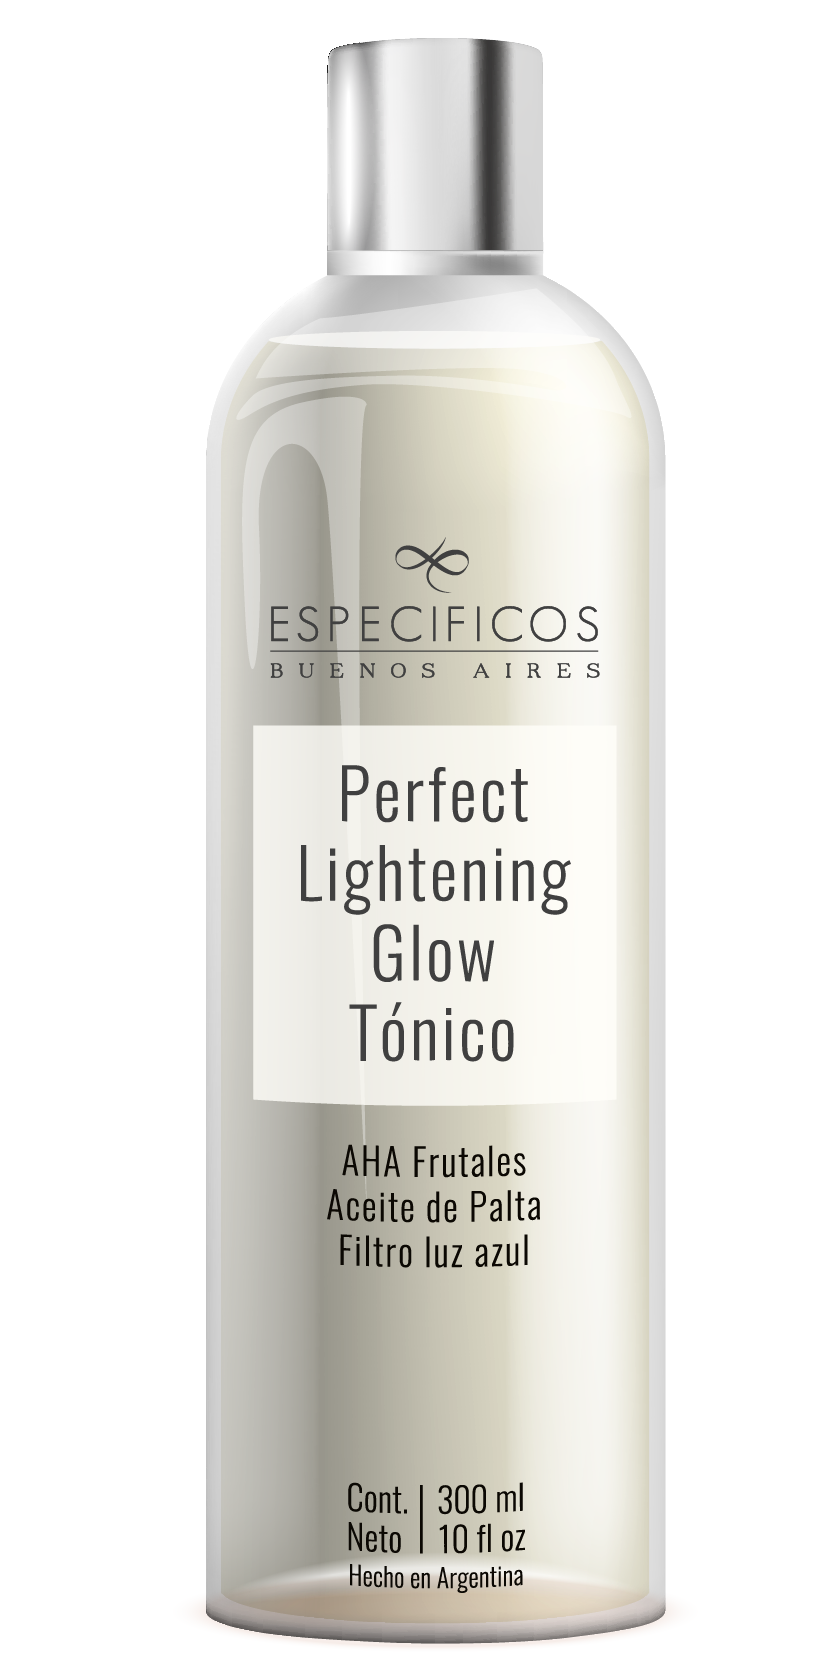 ESPECIFICOS
BUENOS AIRES
Perfect
Lightening
Glow
Tónico
AHA Frutales
Aceite de Palta
Filtro luz azul
Cont. | 300 ml
Neto | 10 fl oz
Hecho en Argentina